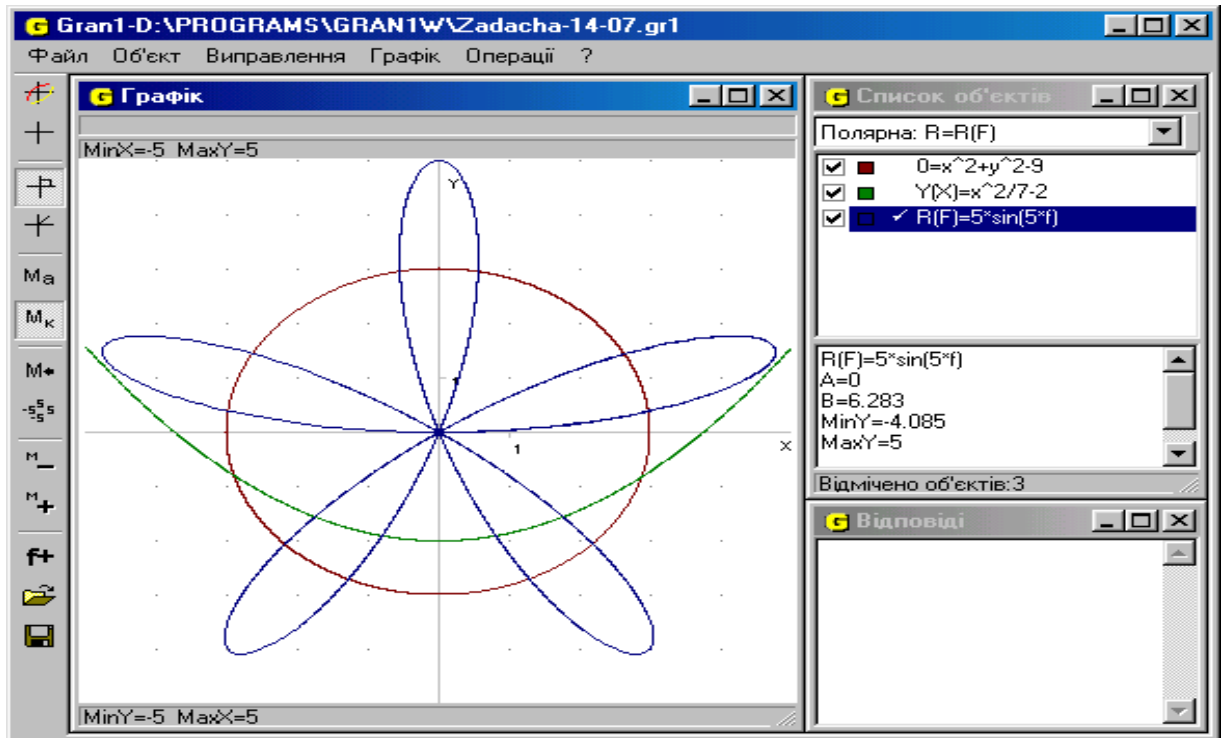 Gran1-D:\PROGRAMS\GRAN1W\Zadacha-14-07.gr1
Файл Об'єкт Виправлення Графік Операції ?
Графік
MinX=-5 MaxY=5
Y
1
1
X
MinY=-5 MaxX=5
Ma
Мк
M
-5 5 5 -5
M
M+
f+
Список об'єктів
Полярна: R=R(F)
0=x^2+y^2-9
Y(X)=x^2/7-2
R(F)=5*sin(5*f)
R(F)=5*sin(5*f)
A=0
B=6.283
MinY=-4.085
MaxY=5
Відмічено об'єктів:3
Відповіді